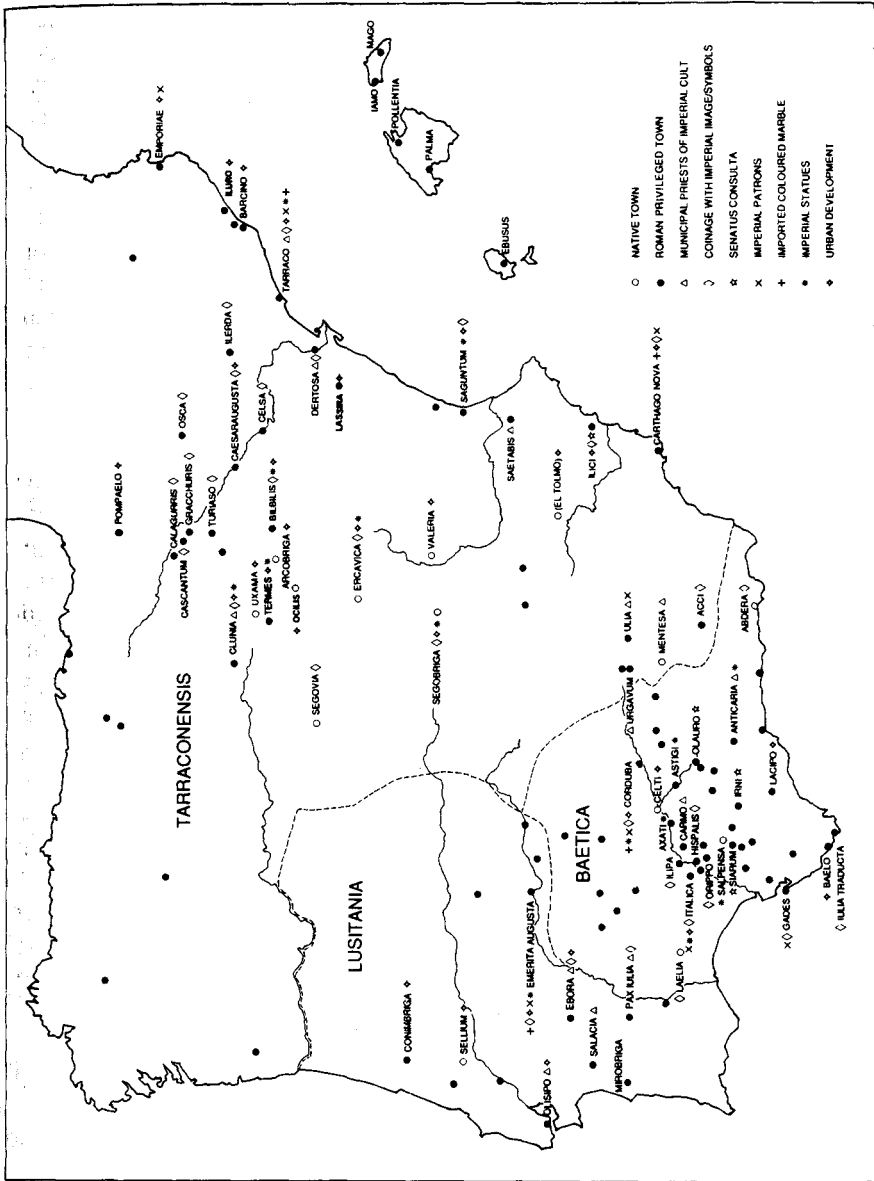 EMPORIAE
ILURO
BARCINO
TARRACO
IAMO
MAGO
POLLENTIA
PALMA
EBUSUS
POMPAELO
CALAGURRIS
CASCANTUM
GRACCHURIS
OSCA
TURIASO
CAESARAUGUSTA
ILERDA
CELSA
DERTOSA
LASSIRA
BILBILIS
ARCOBRIGA
UXAMA
TERMES
OCILIS
CLUNIA
TARRACONENSIS
SEGOVIA
ERCAVICA
VALERIA
SEGOBRIGA
SAGUNTUM
SAETABIS
(EL TOLMO)
ILICI
CARTHAGO NOVA
LUSITANIA
CONIMBRIGA
SELLIUM
OLISIPO
EMERITA AUGUSTA
EBORA
SALACIA
MIROBRIGA
PAX IULIA
BAETICA
LAELIA
CORDUBA
URGAVUM
ULIA
MENTESA
ACCI
ABDERA
CELTI
AXATI
ASTIGI
OLAURO
ILIPA
CARMO
ITALICA
HISPALIS
ORIPPO
SALPENSA
SIARUM
IRNI
ANTICARIA
LACIPO
GADES
BAELO
IULIA TRADUCTA
NATIVE TOWN
ROMAN PRIVILEGED TOWN
MUNICIPAL PRIESTS OF IMPERIAL CULT
COINAGE WITH IMPERIAL IMAGE/SYMBOLS
SENATUS CONSULTA
IMPERIAL PATRONS
IMPORTED COLOURED MARBLE
IMPERIAL STATUES
URBAN DEVELOPMENT